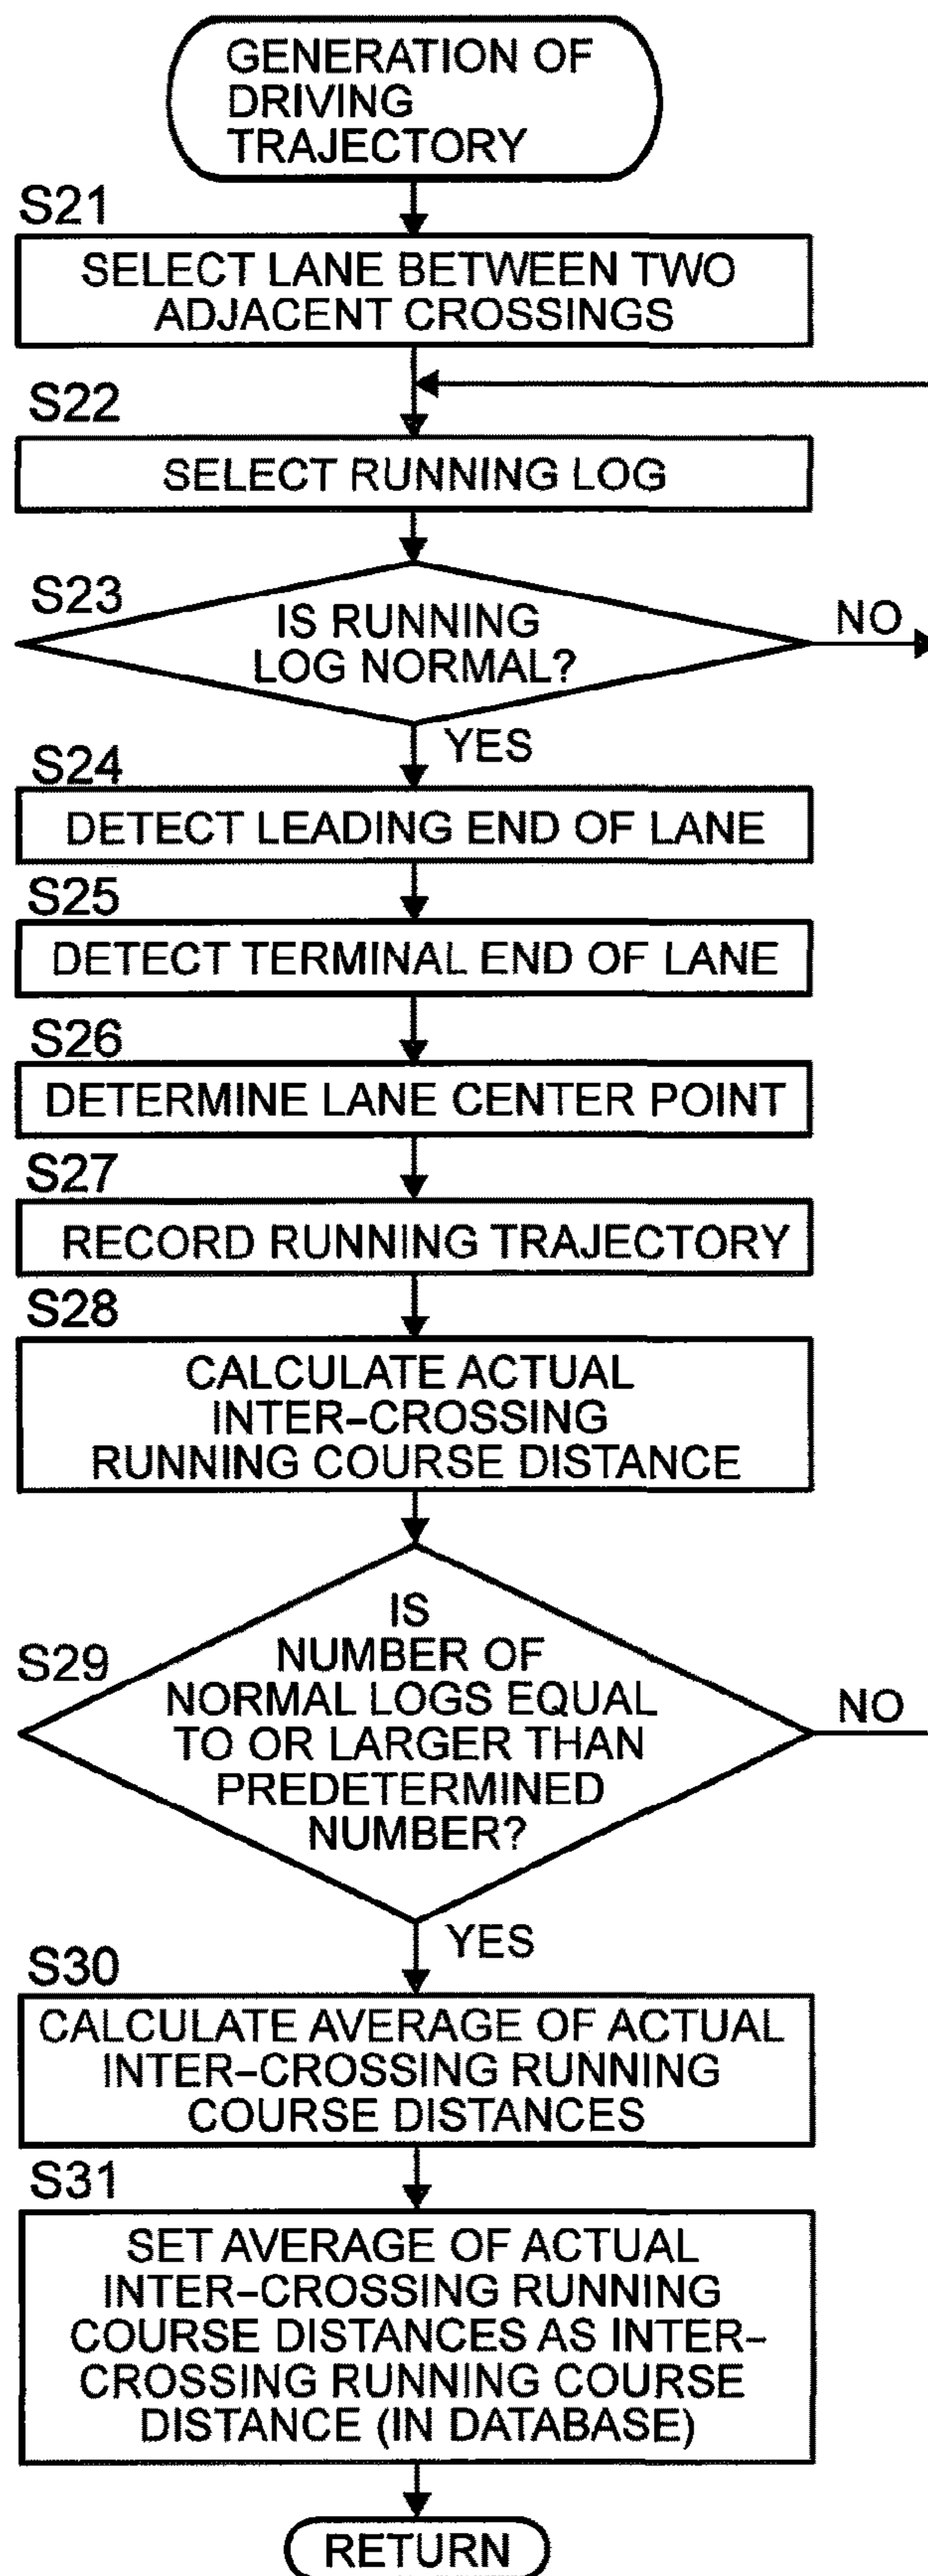 GENERATION OF
DRIVING
TRAJECTORY
S21
SELECT LANE BETWEEN TWO
ADJACENT CROSSINGS
S22
SELECT RUNNING LOG
S23
IS RUNNING
LOG NORMAL?
NO
YES
S24
DETECT LEADING END OF LANE
S25
DETECT TERMINAL END OF LANE
S26
DETERMINE LANE CENTER POINT
S27
RECORD RUNNING TRAJECTORY
S28
CALCULATE ACTUAL
INTER-CROSSING
RUNNING COURSE DISTANCE
S29
IS
NUMBER OF
NORMAL LOGS EQUAL
TO OR LARGER THAN
PREDETERMINED
NUMBER?
NO
YES
S30
CALCULATE AVERAGE OF ACTUAL
INTER-CROSSING RUNNING
COURSE DISTANCES
S31
SET AVERAGE OF ACTUAL
INTER-CROSSING RUNNING
COURSE DISTANCES AS INTER-
CROSSING RUNNING COURSE
DISTANCE (IN DATABASE)
RETURN